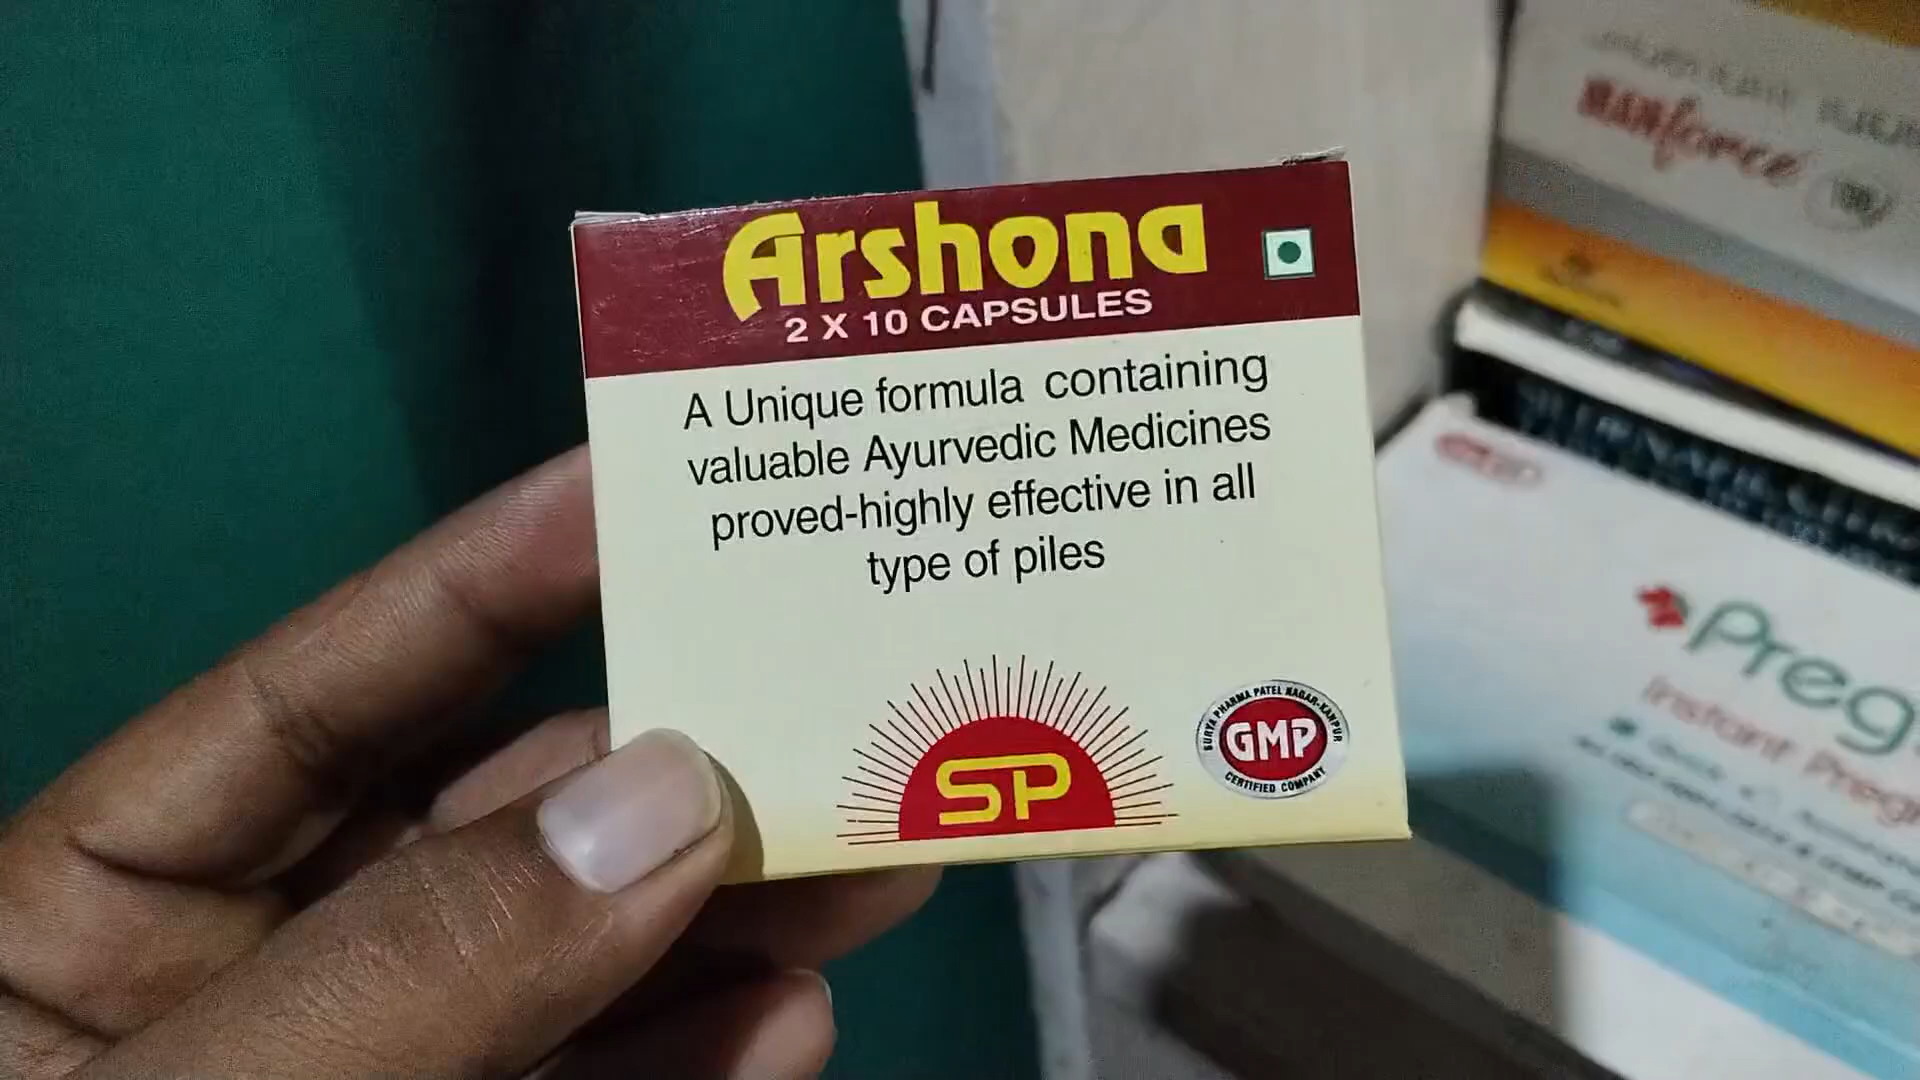 Arshona
2 X 10 CAPSULES
A Unique formula containing
valuable Ayurvedic Medicines
proved-highly effective in all
type of piles
SP
SURYA PHARMA PATEL NAGAR-KANPUR
GMP
CERTIFIED COMPANY
manforce
Preg
Instant Preg